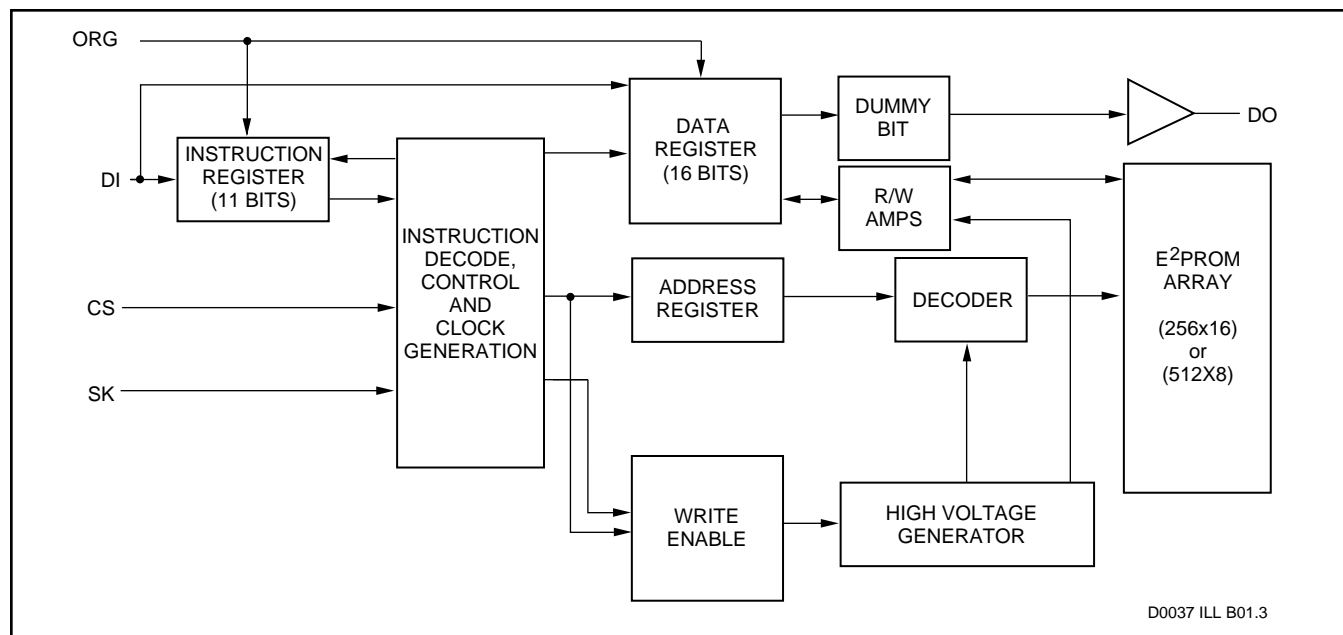 ORG
DI
CS
SK
INSTRUCTION
REGISTER
(11 BITS)
INSTRUCTION
DECODE,
CONTROL
AND
CLOCK
GENERATION
DATA
REGISTER
(16 BITS)
DUMMY
BIT
DO
R/W
AMPS
ADDRESS
REGISTER
DECODER
E²PROM
ARRAY
(256x16)
or
(512X8)
WRITE
ENABLE
HIGH VOLTAGE
GENERATOR
D0037 ILL B01.3